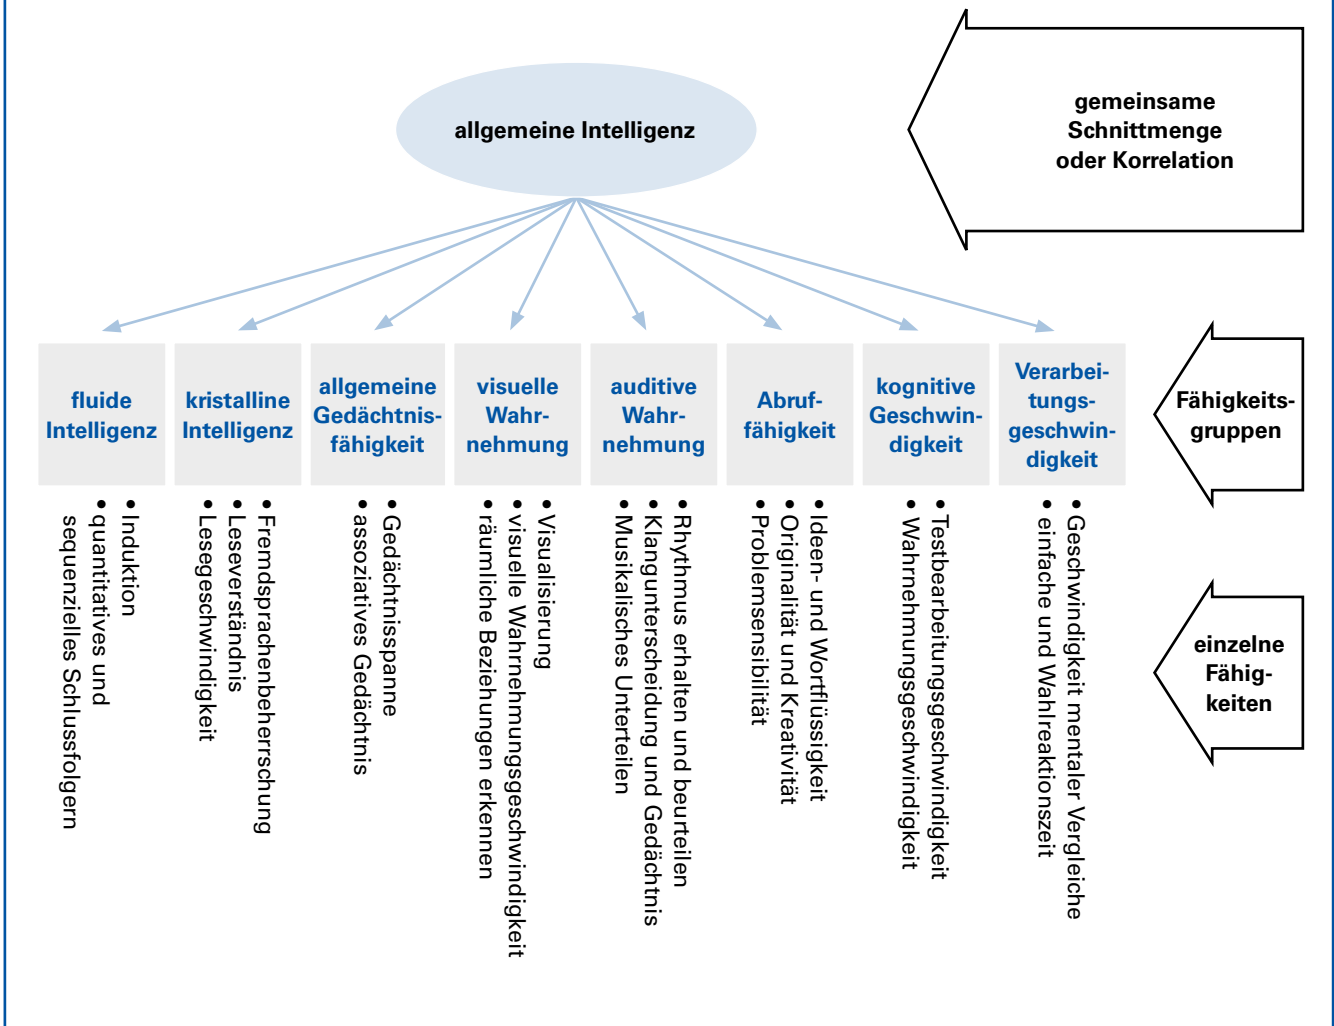 allgemeine Intelligenz
gemeinsame
Schnittmenge
oder Korrelation
fluide
Intelligenz
kristalline
Intelligenz
allgemeine
Gedächtnis-
fähigkeit
visuelle
Wahr-
nehmung
auditive
Wahr-
nehmung
Abruf-
fähigkeit
kognitive
Geschwin-
digkeit
Verarbei-
tungs-
geschwin-
digkeit
Fähigkeits-
gruppen
• Induktion
• quantitatives und
sequenzielles Schlussfolgern
• Fremdsprachenbeherrschung
• Leseverständnis
• Lesegeschwindigkeit
• Gedächtnisspanne
• assoziatives Gedächtnis
• Visualisierung
• visuelle Wahrnehmungsgeschwindigkeit
• räumliche Beziehungen erkennen
• Rhythmus erhalten und beurteilen
• Klangunterscheidung und Gedächtnis
• Musikalisches Unterteilen
• Ideen- und Wortflüssigkeit
• Originalität und Kreativität
• Problemsensibilität
• Testbearbeitungsgeschwindigkeit
• Wahrnehmungsgeschwindigkeit
• Geschwindigkeit mentaler Vergleiche
• einfache und Wahlreaktionszeit
einzelne
Fähig-
keiten